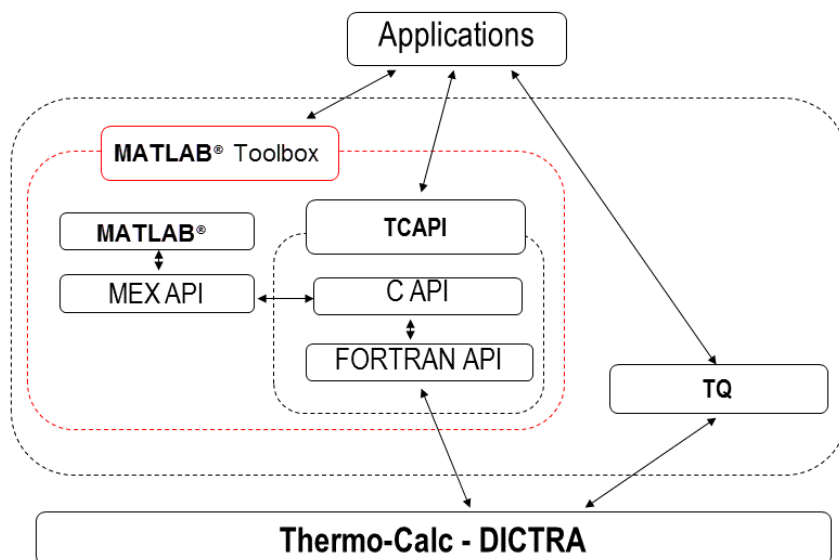 Applications
MATLAB® Toolbox
TCAPI
MATLAB®
MEX API
C API
FORTRAN API
TQ
Thermo-Calc - DICTRA